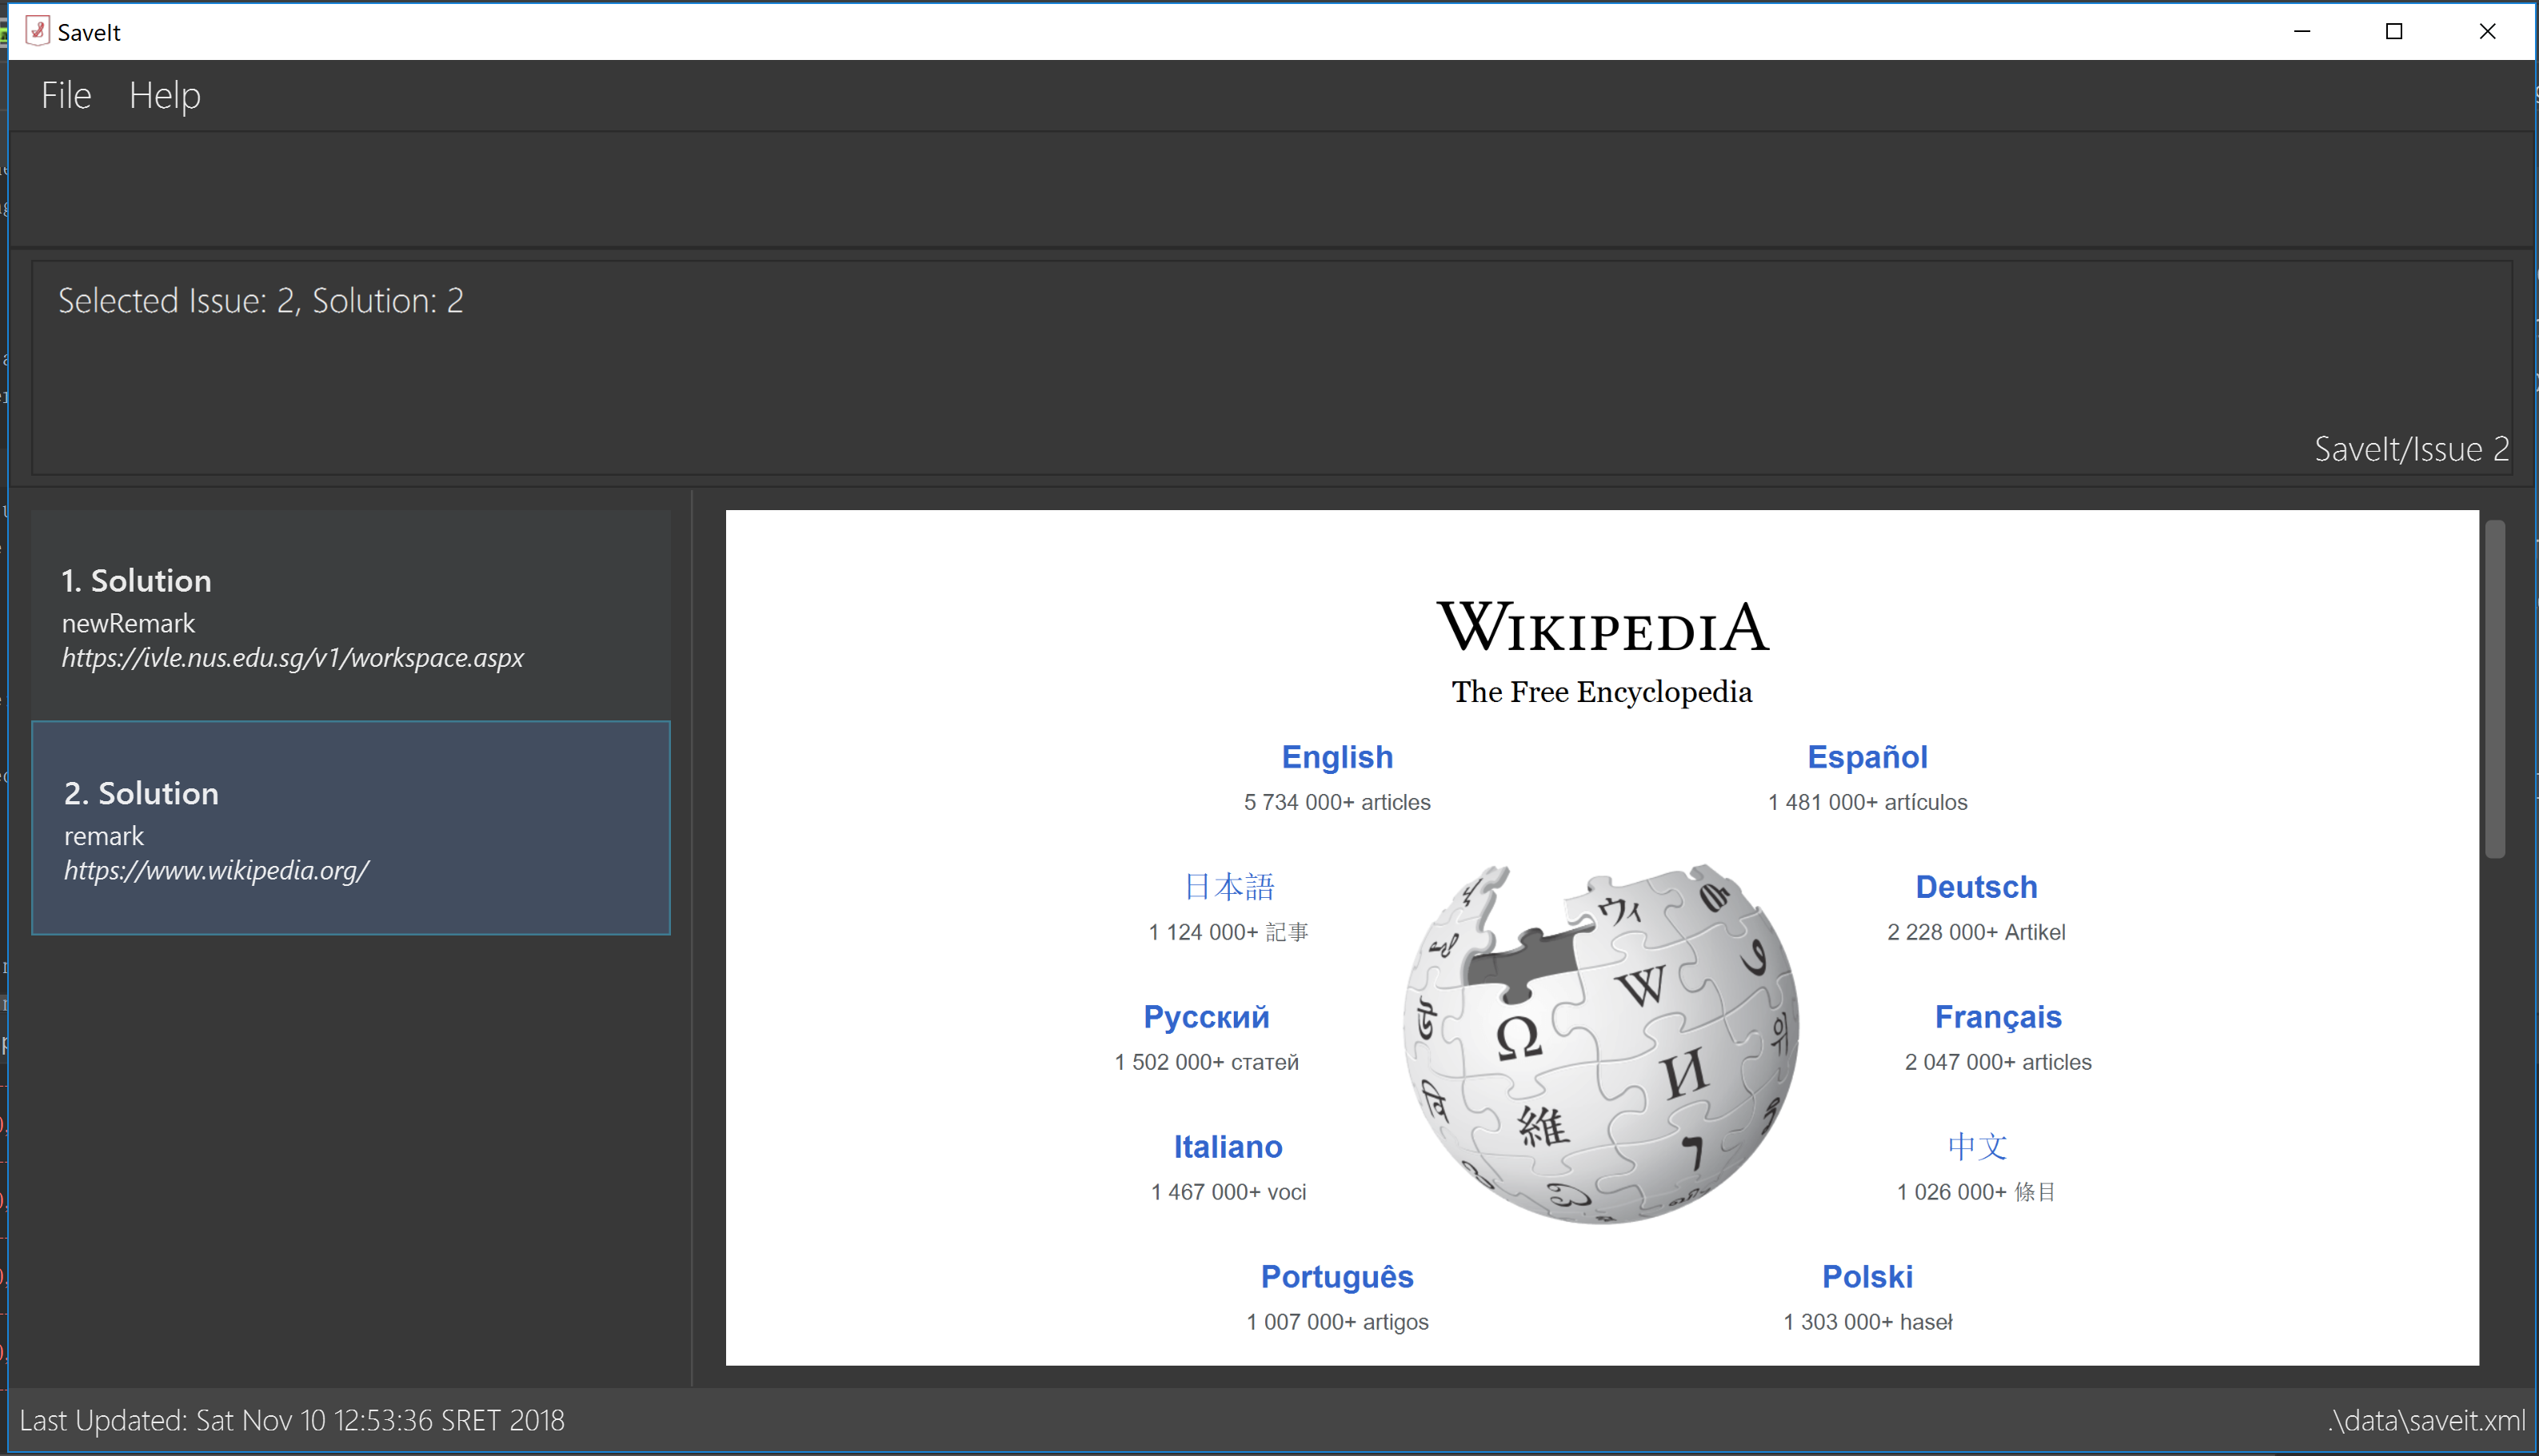 SaveIt
File Help
Selected Issue: 2, Solution: 2
SaveIt/Issue 2
1. Solution
newRemark
https://ivle.nus.edu.sg/v1/workspace.aspx
2. Solution
remark
https://www.wikipedia.org/
WIKIPEDIA
The Free Encyclopedia
English
5 734 000+ articles
Español
1 481 000+ artículos
日本語
1 124 000+ 記事
Deutsch
2 228 000+ Artikel
Русский
1 502 000+ статей
Français
2 047 000+ articles
Italiano
1 467 000+ voci
中文
1 026 000+ 條目
Português
1 007 000+ artigos
Polski
1 303 000+ haseł
Ω
W
И
維
ウィ
Last Updated: Sat Nov 10 12:53:36 SRET 2018
.\data\saveit.xml